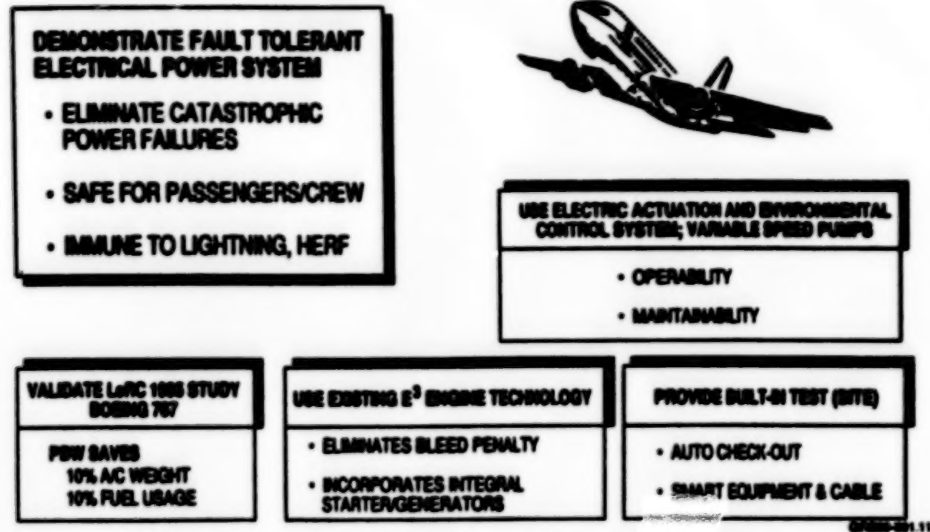 DEMONSTRATE FAULT TOLERANT
ELECTRICAL POWER SYSTEM
• ELIMINATE CATASTROPHIC
POWER FAILURES
• SAFE FOR PASSENGERS/CREW
• IMMUNE TO LIGHTNING, HERF
USE ELECTRIC ACTUATION AND ENVIRONMENTAL
CONTROL SYSTEM; VARIABLE SPEED PUMPS
• OPERABILITY
• MAINTAINABILITY
VALIDATE LeRC STUDY
BOEING 767
PBW SAVES
10% A/C WEIGHT
10% FUEL USAGE
USE EXISTING E³ ENGINE TECHNOLOGY
• ELIMINATES BLEED PENALTY
• INCORPORATES INTEGRAL
STARTER/GENERATORS
PROVIDE BUILT-IN TEST (BITE)
• AUTO CHECK-OUT
• SMART EQUIPMENT & CABLE